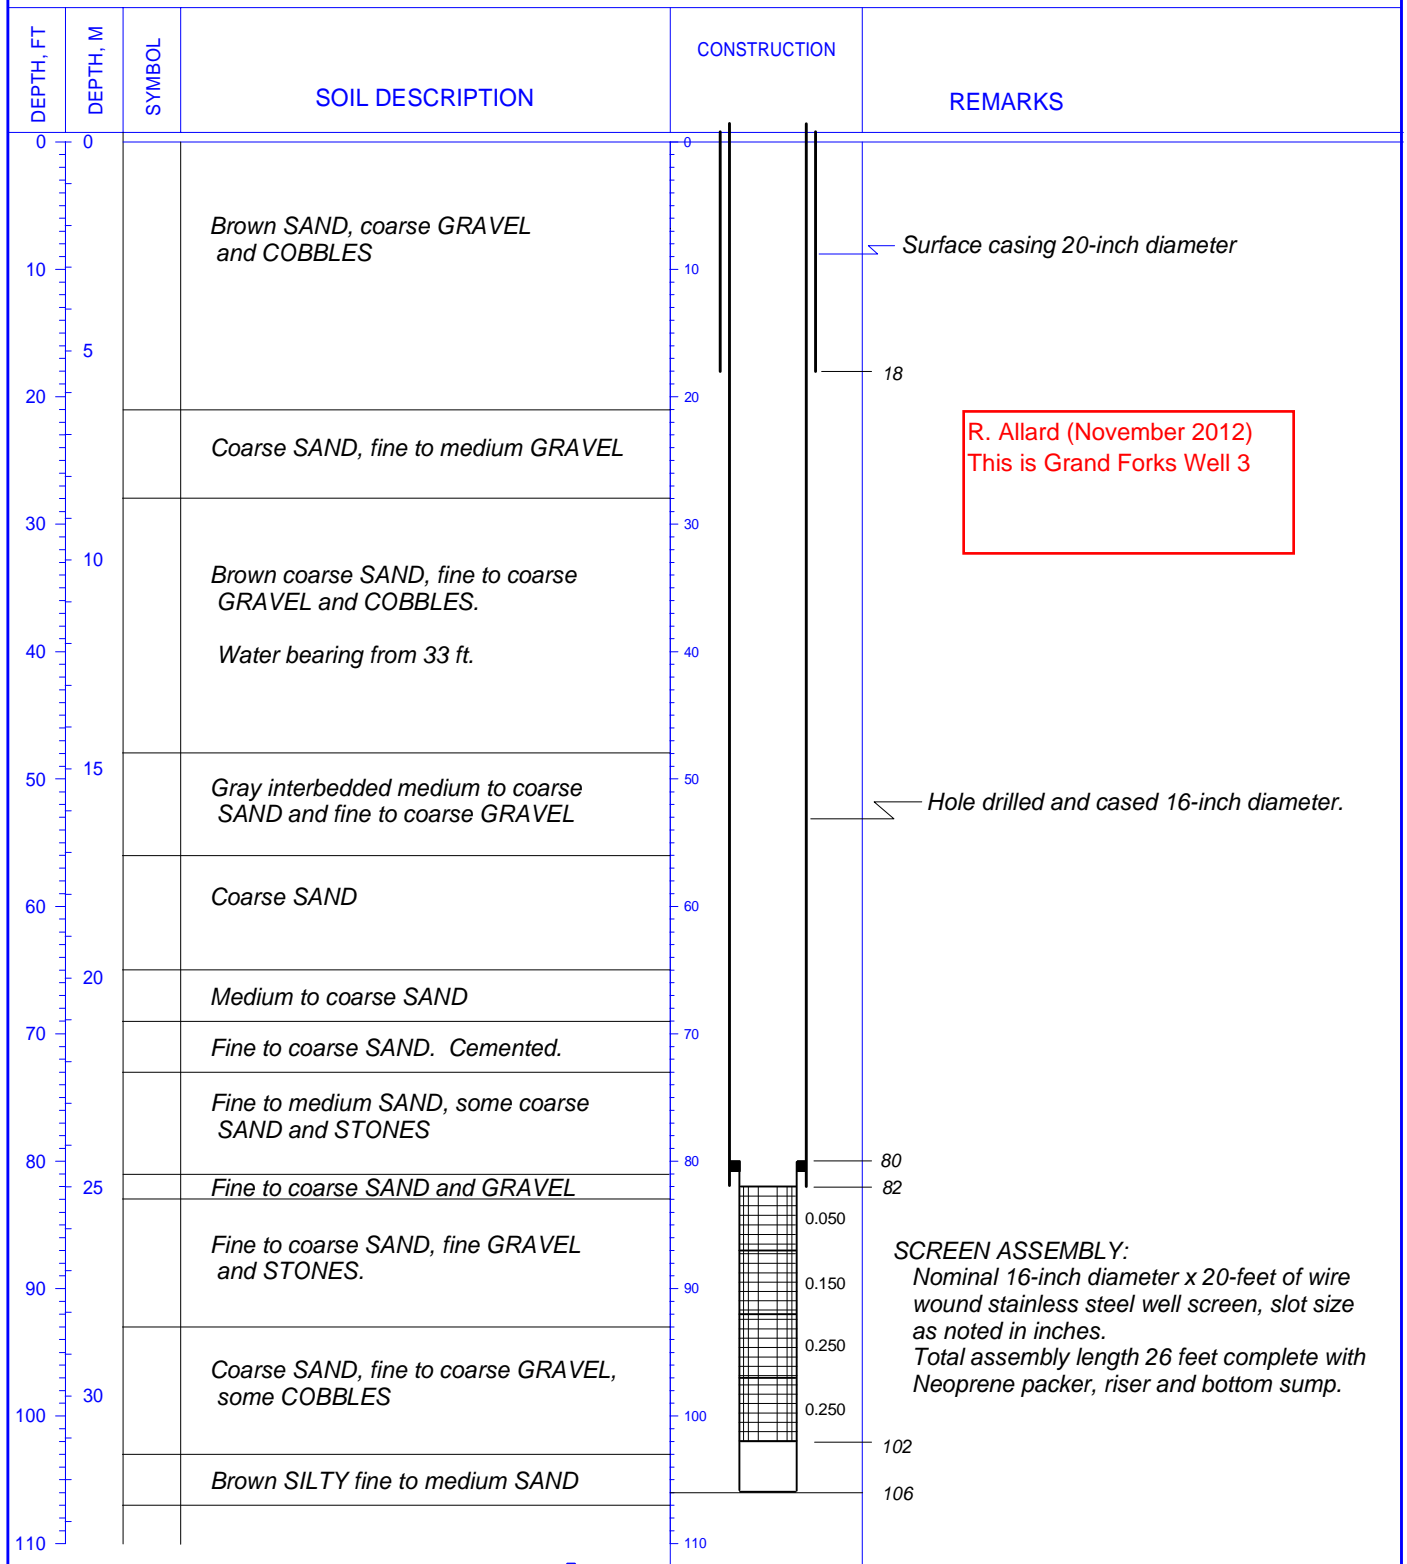 DEPTH, FT
DEPTH, M
SYMBOL
SOIL DESCRIPTION
CONSTRUCTION
REMARKS
0
0
0
Brown SAND, coarse GRAVEL
and COBBLES
Surface casing 20-inch diameter
10
10
5
18
20
20
R. Allard (November 2012)
This is Grand Forks Well 3
Coarse SAND, fine to medium GRAVEL
30
30
10
Brown coarse SAND, fine to coarse
GRAVEL and COBBLES.
Water bearing from 33 ft.
40
40
15
50
50
Gray interbedded medium to coarse
SAND and fine to coarse GRAVEL
Hole drilled and cased 16-inch diameter.
Coarse SAND
60
60
20
Medium to coarse SAND
70
70
Fine to coarse SAND. Cemented.
Fine to medium SAND, some coarse
SAND and STONES
80
80
80
25
Fine to coarse SAND and GRAVEL
82
0.050
Fine to coarse SAND, fine GRAVEL
and STONES.
SCREEN ASSEMBLY:
Nominal 16-inch diameter x 20-feet of wire
wound stainless steel well screen, slot size
as noted in inches.
Total assembly length 26 feet complete with
Neoprene packer, riser and bottom sump.
90
90
0.150
0.250
Coarse SAND, fine to coarse GRAVEL,
some COBBLES
30
0.250
100
100
102
Brown SILTY fine to medium SAND
106
110
110